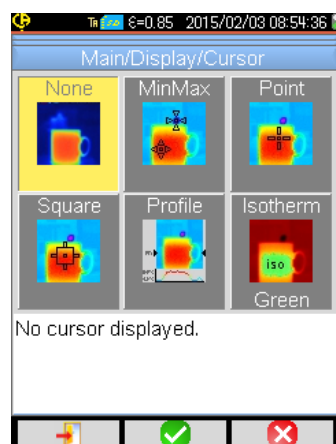 Ta ε=0.85 2015/02/03 08:54:36
Main/Display/Cursor
None MinMax Point
Square Profile Isotherm
iso
Green
No cursor displayed.